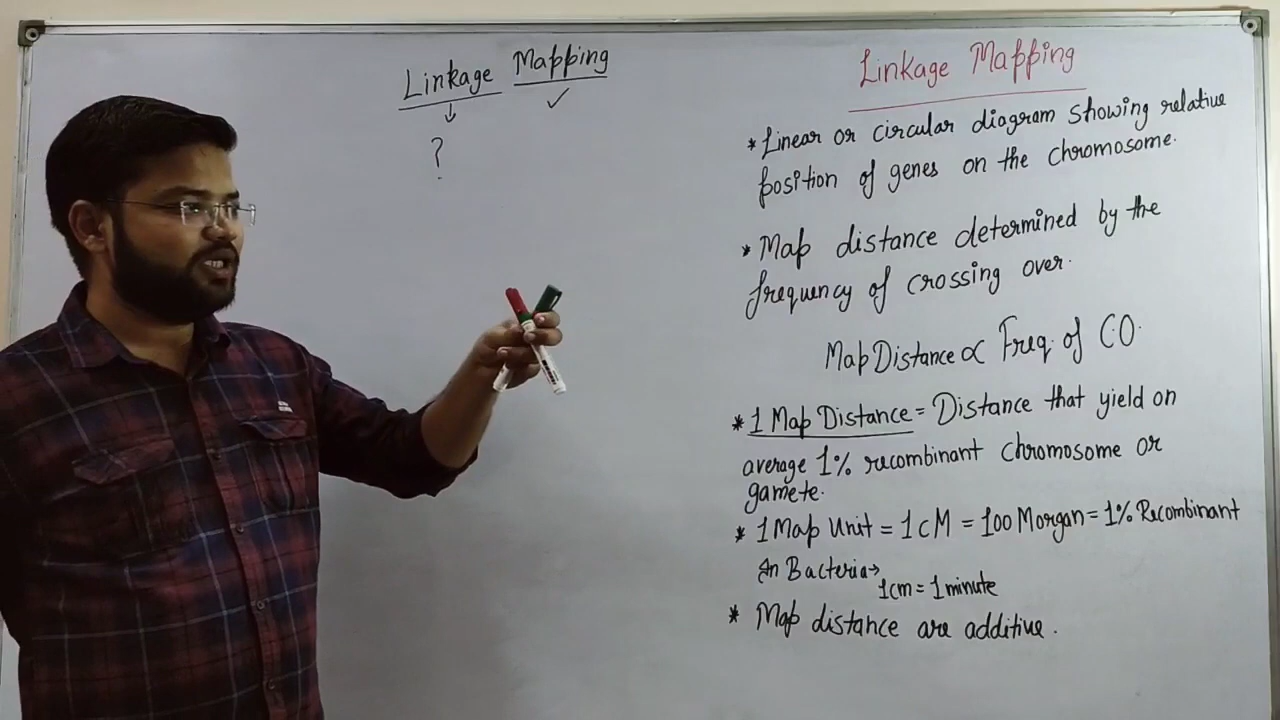 Linkage Mapping
?
Linkage Mapping
* Linear or circular diagram showing relative
position of genes on the chromosome.
* Map distance determined by the
frequency of crossing over.
Map Distance ∝ Freq. of CO.
* 1 Map Distance = Distance that yield on
average 1% recombinant chromosome or
gamete.
* 1 Map Unit = 1 cM = 100 Morgan = 1% Recombinant
In Bacteria →
1cm = 1 minute
* Map distance are additive.